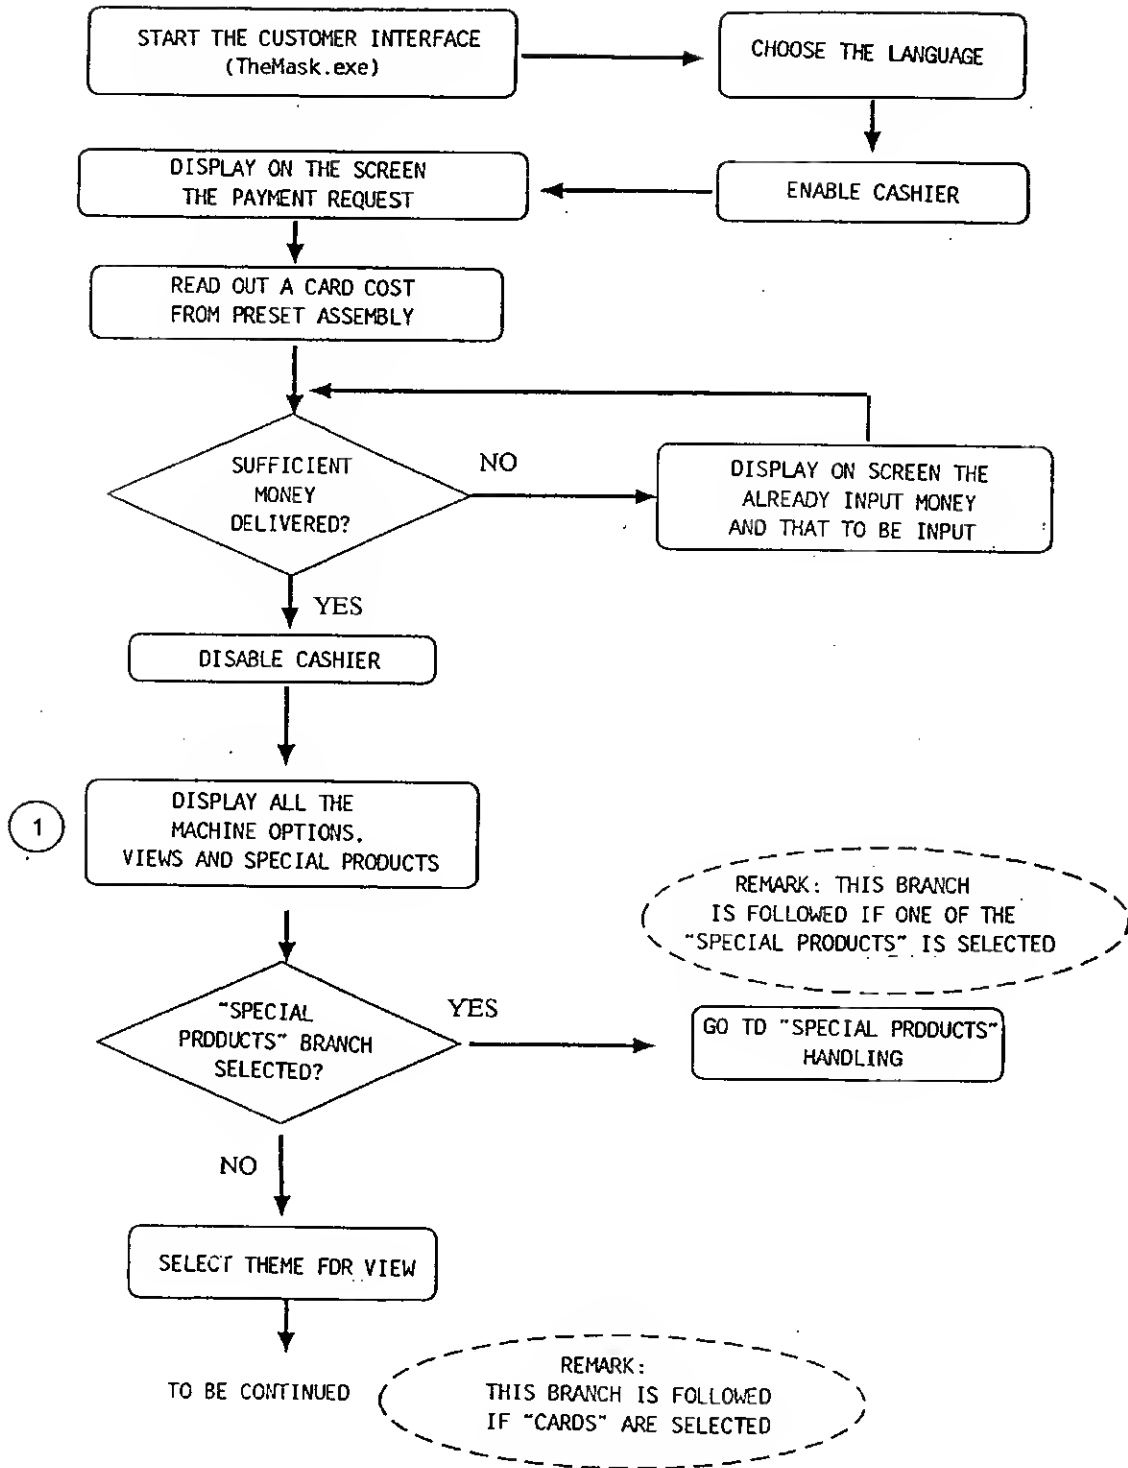 START THE CUSTOMER INTERFACE
(TheMask.exe)
CHOOSE THE LANGUAGE
ENABLE CASHIER
DISPLAY ON THE SCREEN
THE PAYMENT REQUEST
READ OUT A CARD COST
FROM PRESET ASSEMBLY
SUFFICIENT
MONEY
DELIVERED?
NO
DISPLAY ON SCREEN THE
ALREADY INPUT MONEY
AND THAT TO BE INPUT
YES
DISABLE CASHIER
1
DISPLAY ALL THE
MACHINE OPTIONS,
VIEWS AND SPECIAL PRODUCTS
REMARK: THIS BRANCH
IS FOLLOWED IF ONE OF THE
"SPECIAL PRODUCTS" IS SELECTED
"SPECIAL
PRODUCTS" BRANCH
SELECTED?
YES
GO TO "SPECIAL PRODUCTS"
HANDLING
NO
SELECT THEME FOR VIEW
TO BE CONTINUED
REMARK:
THIS BRANCH IS FOLLOWED
IF "CARDS" ARE SELECTED